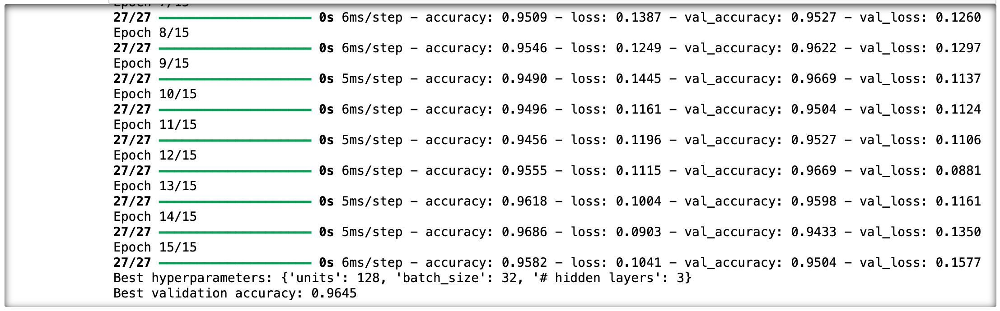 Epoch 7/15
27/27 ━━━━━━━━━━━━━━━━━━━━ 0s 6ms/step - accuracy: 0.9509 - loss: 0.1387 - val_accuracy: 0.9527 - val_loss: 0.1260
Epoch 8/15
27/27 ━━━━━━━━━━━━━━━━━━━━ 0s 6ms/step - accuracy: 0.9546 - loss: 0.1249 - val_accuracy: 0.9622 - val_loss: 0.1297
Epoch 9/15
27/27 ━━━━━━━━━━━━━━━━━━━━ 0s 5ms/step - accuracy: 0.9490 - loss: 0.1445 - val_accuracy: 0.9669 - val_loss: 0.1137
Epoch 10/15
27/27 ━━━━━━━━━━━━━━━━━━━━ 0s 6ms/step - accuracy: 0.9496 - loss: 0.1161 - val_accuracy: 0.9504 - val_loss: 0.1124
Epoch 11/15
27/27 ━━━━━━━━━━━━━━━━━━━━ 0s 5ms/step - accuracy: 0.9456 - loss: 0.1196 - val_accuracy: 0.9527 - val_loss: 0.1106
Epoch 12/15
27/27 ━━━━━━━━━━━━━━━━━━━━ 0s 6ms/step - accuracy: 0.9555 - loss: 0.1115 - val_accuracy: 0.9669 - val_loss: 0.0881
Epoch 13/15
27/27 ━━━━━━━━━━━━━━━━━━━━ 0s 5ms/step - accuracy: 0.9618 - loss: 0.1004 - val_accuracy: 0.9598 - val_loss: 0.1161
Epoch 14/15
27/27 ━━━━━━━━━━━━━━━━━━━━ 0s 5ms/step - accuracy: 0.9686 - loss: 0.0903 - val_accuracy: 0.9433 - val_loss: 0.1350
Epoch 15/15
27/27 ━━━━━━━━━━━━━━━━━━━━ 0s 6ms/step - accuracy: 0.9582 - loss: 0.1041 - val_accuracy: 0.9504 - val_loss: 0.1577
Best hyperparameters: {'units': 128, 'batch_size': 32, '# hidden layers': 3}
Best validation accuracy: 0.9645